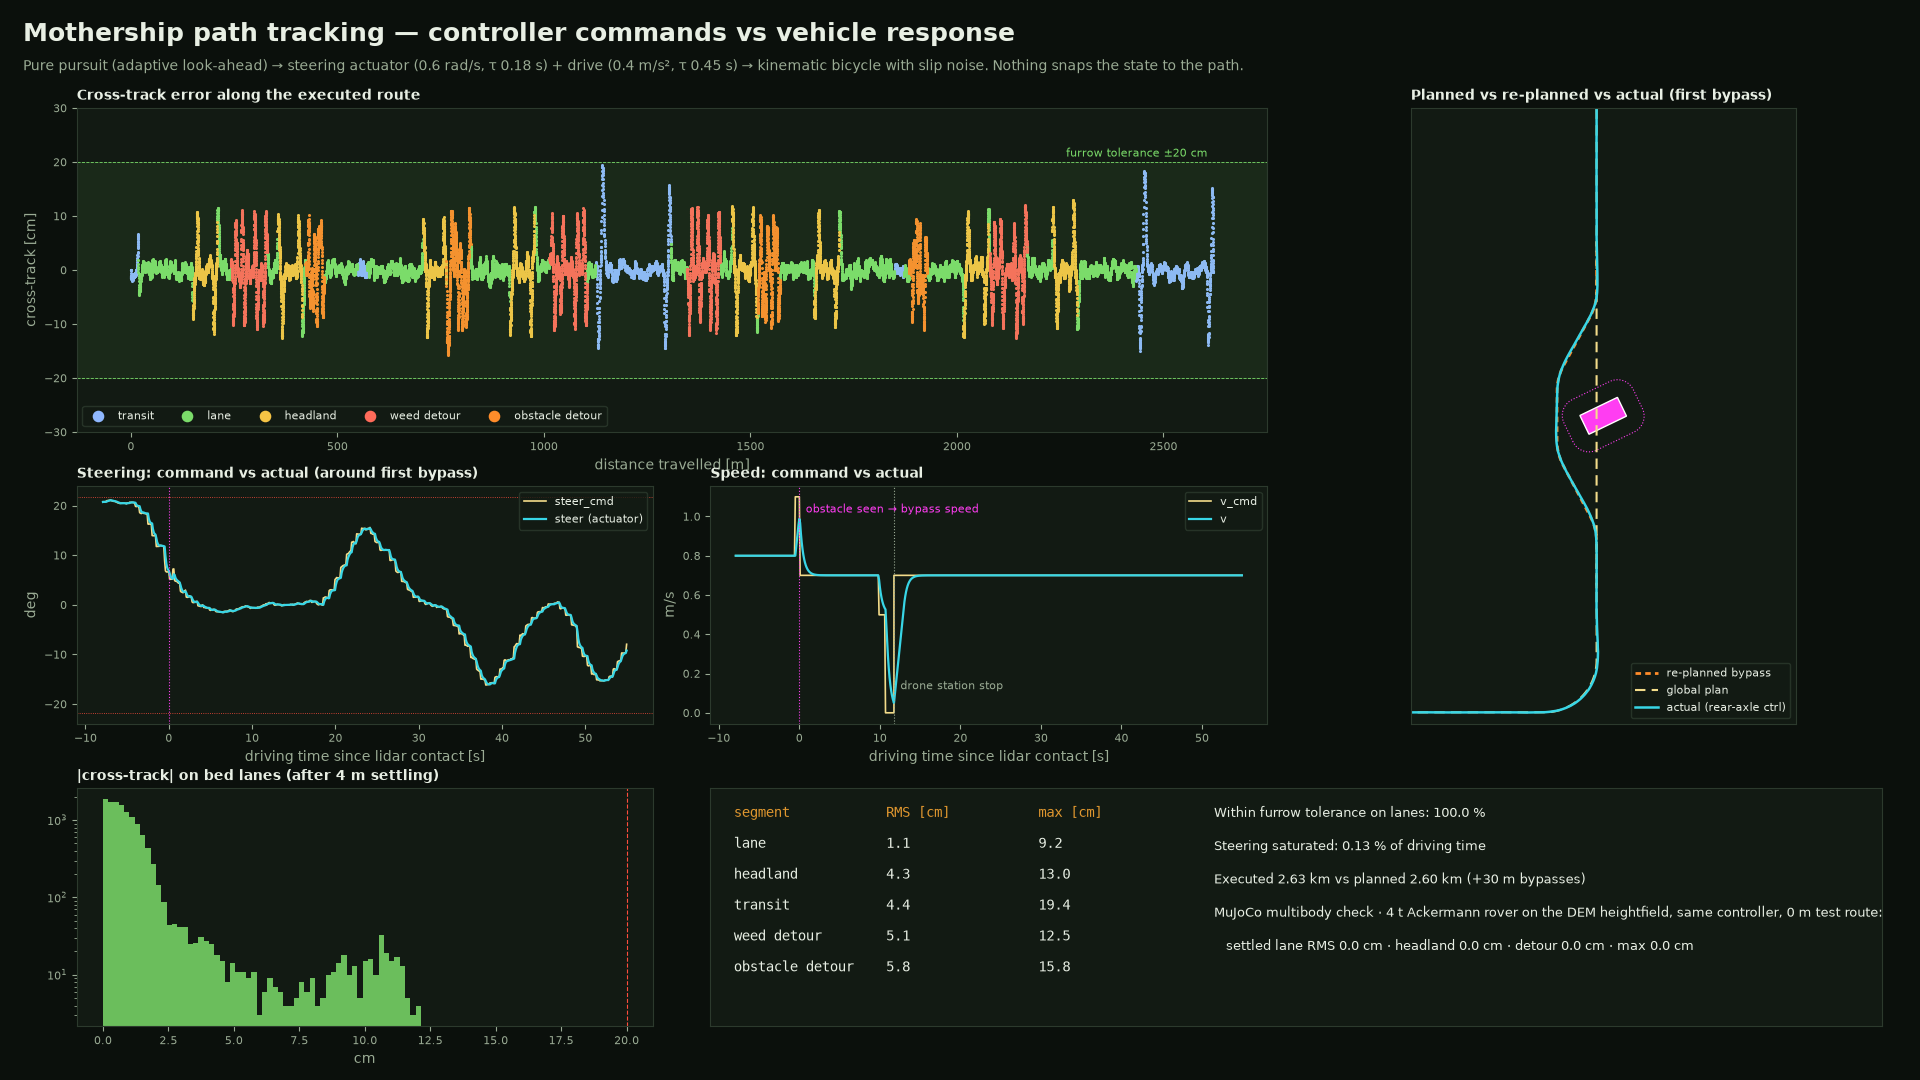 Mothership path tracking — controller commands vs vehicle response
Pure pursuit (adaptive look-ahead) → steering actuator (0.6 rad/s, τ 0.18 s) + drive (0.4 m/s², τ 0.45 s) → kinematic bicycle with slip noise. Nothing snaps the state to the path.
Cross-track error along the executed route
cross-track [cm]
30
20
10
0
−10
−20
−30
furrow tolerance ±20 cm
transit
lane
headland
weed detour
obstacle detour
0 500 1000 1500 2000 2500
distance travelled [m]
Planned vs re-planned vs actual (first bypass)
re-planned bypass
global plan
actual (rear-axle ctrl)
Steering: command vs actual (around first bypass)
deg
20
10
0
−10
−20
steer_cmd
steer (actuator)
−10 0 10 20 30 40 50
driving time since lidar contact [s]
Speed: command vs actual
m/s
1.0
0.8
0.6
0.4
0.2
0.0
obstacle seen → bypass speed
drone station stop
v_cmd
v
−10 0 10 20 30 40 50
driving time since lidar contact [s]
|cross-track| on bed lanes (after 4 m settling)
10³
10²
10¹
0.0 2.5 5.0 7.5 10.0 12.5 15.0 17.5 20.0
cm
segment RMS [cm] max [cm]
lane 1.1 9.2
headland 4.3 13.0
transit 4.4 19.4
weed detour 5.1 12.5
obstacle detour 5.8 15.8
Within furrow tolerance on lanes: 100.0 %
Steering saturated: 0.13 % of driving time
Executed 2.63 km vs planned 2.60 km (+30 m bypasses)
MuJoCo multibody check · 4 t Ackermann rover on the DEM heightfield, same controller, 0 m test route:
settled lane RMS 0.0 cm · headland 0.0 cm · detour 0.0 cm · max 0.0 cm